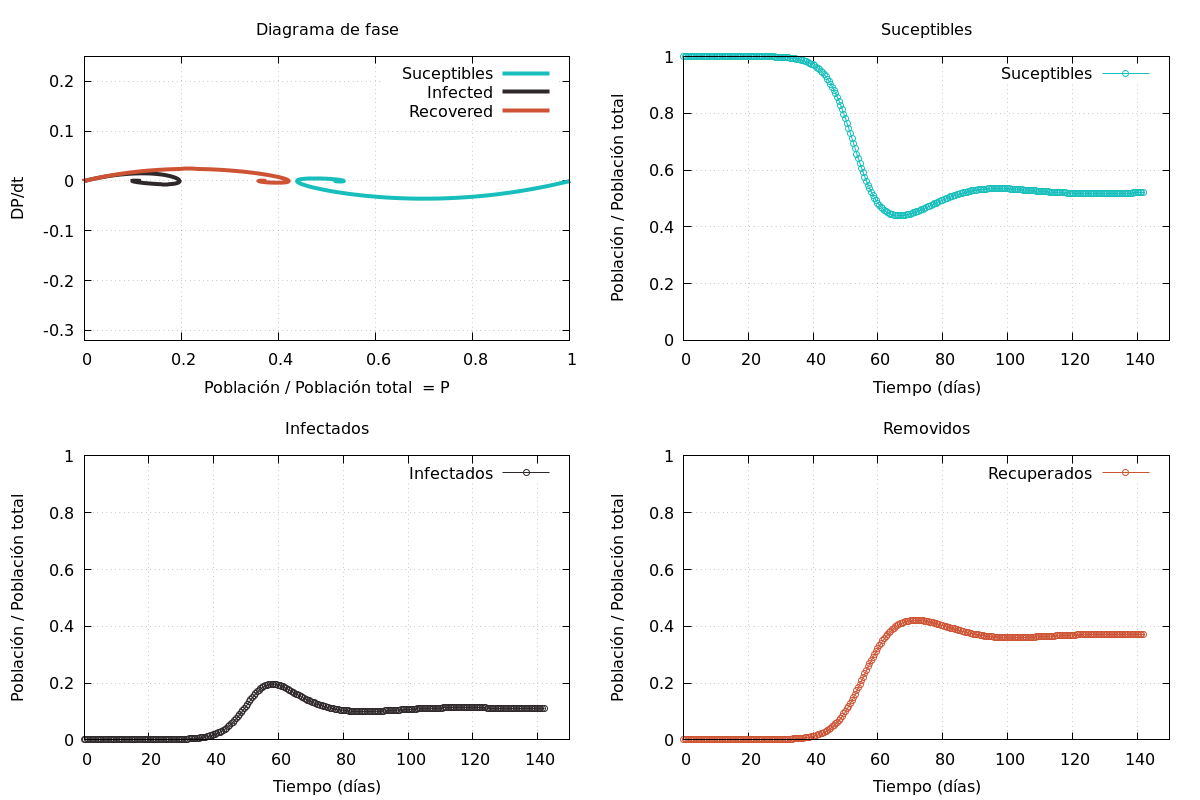 Diagrama de fase
Suceptibles
Infected
Recovered
0.2
0.1
0
-0.1
-0.2
-0.3
DP/dt
0 0.2 0.4 0.6 0.8 1
Población / Población total  = P
Suceptibles
Suceptibles
1
0.8
0.6
0.4
0.2
0
Población / Población total
0 20 40 60 80 100 120 140
Tiempo (días)
Infectados
Infectados
1
0.8
0.6
0.4
0.2
0
Población / Población total
0 20 40 60 80 100 120 140
Tiempo (días)
Removidos
Recuperados
1
0.8
0.6
0.4
0.2
0
Población / Población total
0 20 40 60 80 100 120 140
Tiempo (días)